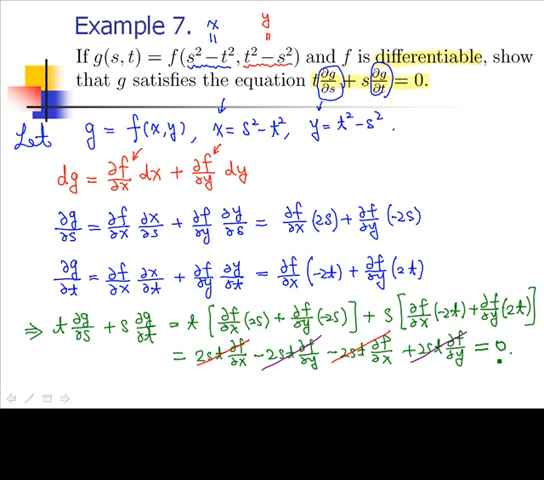 Example 7.
x
y
If g(s, t) = f(s² − t², t² − s²) and f is differentiable, show
that g satisfies the equation t ∂g/∂s + s ∂g/∂t = 0.
Let g = f(x,y), x = s² − t², y = t² − s².
dg = ∂f/∂x dx + ∂f/∂y dy
∂g/∂s = ∂f/∂x ∂x/∂s + ∂f/∂y ∂y/∂s = ∂f/∂x (2s) + ∂f/∂y (−2s)
∂g/∂t = ∂f/∂x ∂x/∂t + ∂f/∂y ∂y/∂t = ∂f/∂x (−2t) + ∂f/∂y (2t)
⇒ t ∂g/∂s + s ∂g/∂t = t [ ∂f/∂x (2s) + ∂f/∂y (−2s) ] + s [ ∂f/∂x (−2t) + ∂f/∂y (2t) ]
= 2st ∂f/∂x − 2st ∂f/∂y − 2st ∂f/∂x + 2st ∂f/∂y = 0.